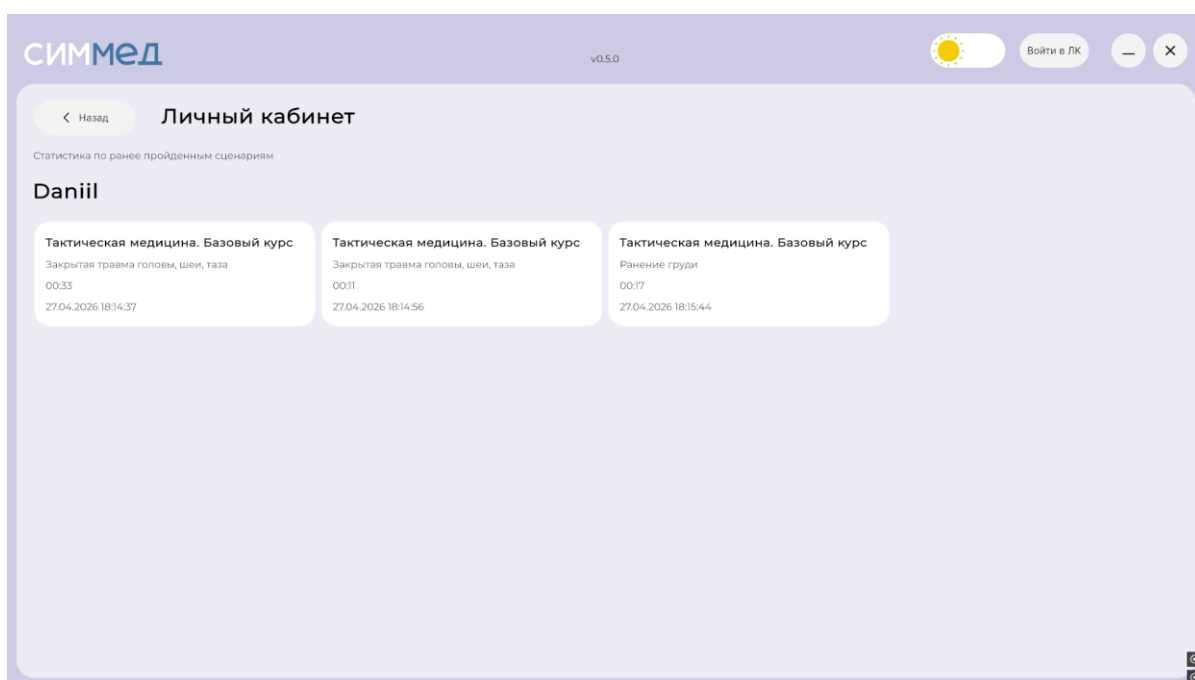 симмед
v0.5.0
Войти в ЛК
Назад
Личный кабинет
Статистика по ранее пройденным сценариям
Daniil
Тактическая медицина. Базовый курс
Закрытая травма головы, шеи, таза
00:33
27.04.2026 18:14:37
Тактическая медицина. Базовый курс
Закрытая травма головы, шеи, таза
00:11
27.04.2026 18:14:56
Тактическая медицина. Базовый курс
Ранение груди
00:17
27.04.2026 18:15:44